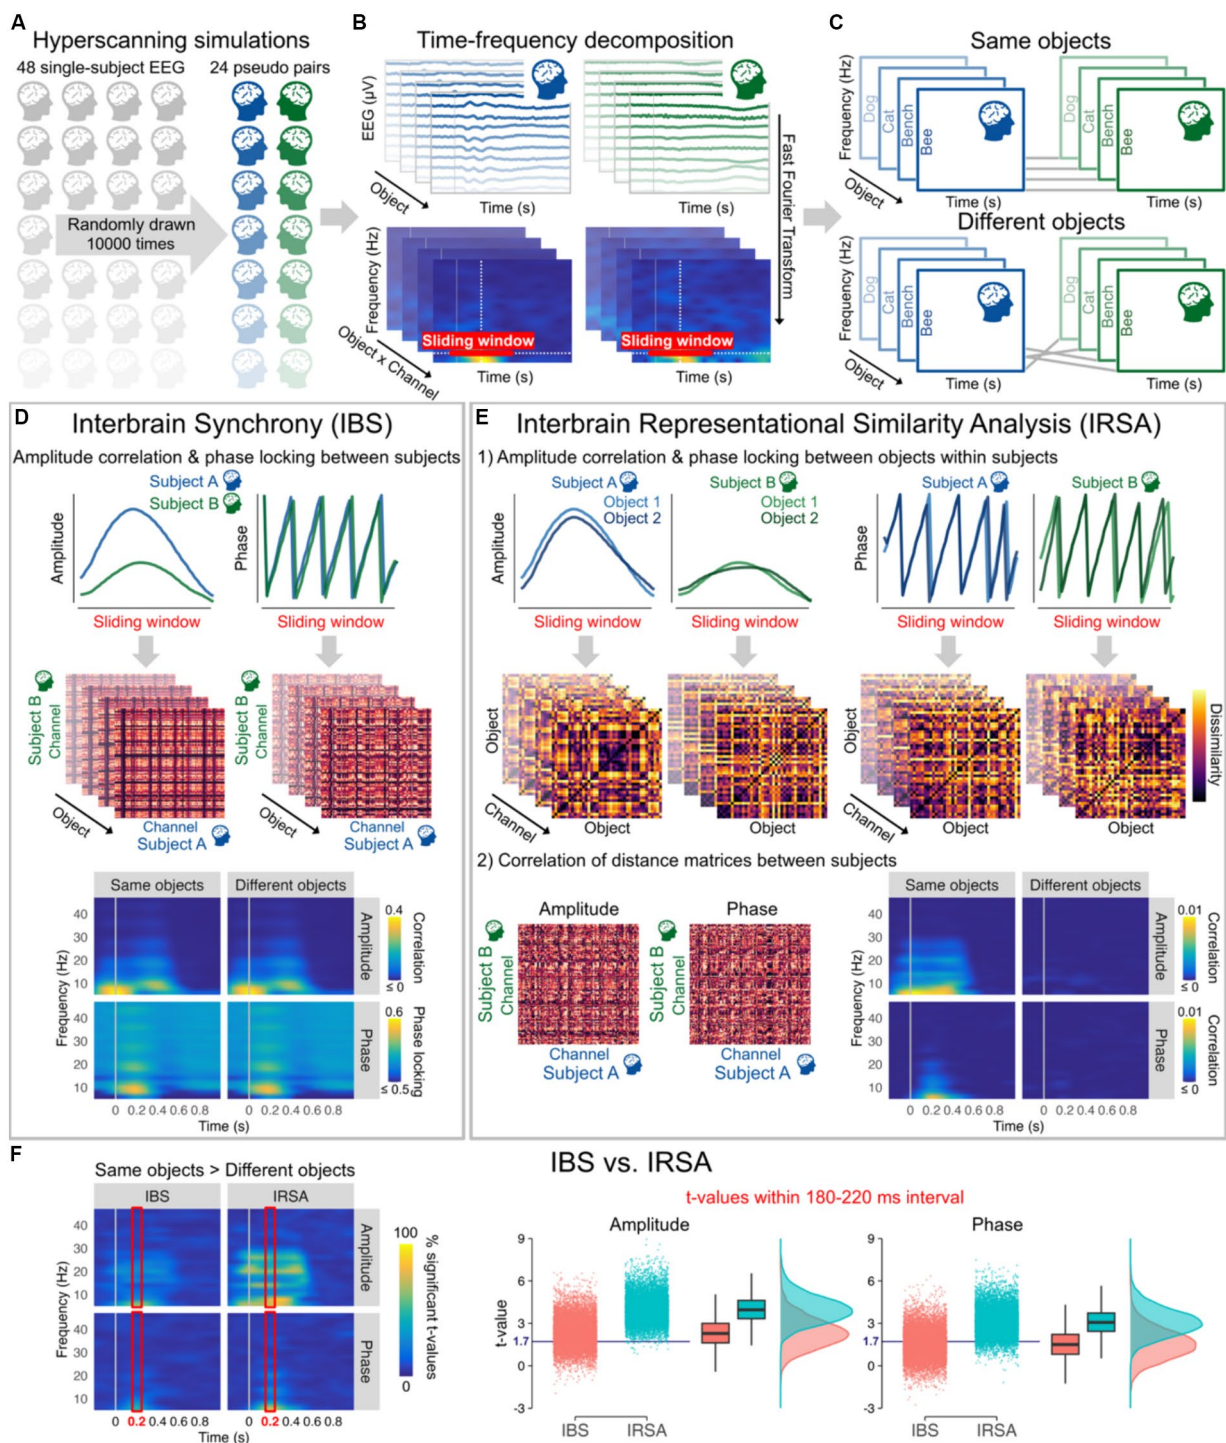 A
Hyperscanning simulations
48 single-subject EEG
24 pseudo pairs
Randomly drawn
10000 times
B
Time-frequency decomposition
EEG (µV)
Object
Time (s)
Time (s)
Fast Fourier Transform
Frequency (Hz)
Sliding window
Sliding window
Object x Channel
Time (s)
Time (s)
C
Same objects
Frequency (Hz)
Dog
Cat
Bench
Bee
Dog
Cat
Bench
Bee
Object
Time (s)
Time (s)
Different objects
Frequency (Hz)
Dog
Cat
Bench
Bee
Dog
Cat
Bench
Bee
Object
Time (s)
Time (s)
D
Interbrain Synchrony (IBS)
Amplitude correlation & phase locking between subjects
Subject A
Subject B
Amplitude
Phase
Sliding window
Sliding window
Subject B
Channel
Subject B
Channel
Object
Object
Channel
Subject A
Channel
Subject A
Same objects
Different objects
Frequency (Hz)
40
30
20
10
Amplitude
0.4
≤ 0
Correlation
40
30
20
10
Phase
0.6
≤ 0.5
Phase locking
0 0.2 0.4 0.6 0.8
0 0.2 0.4 0.6 0.8
Time (s)
E
Interbrain Representational Similarity Analysis (IRSA)
1) Amplitude correlation & phase locking between objects within subjects
Subject A
Object 1
Object 2
Subject B
Object 1
Object 2
Subject A
Subject B
Amplitude
Phase
Sliding window
Sliding window
Sliding window
Sliding window
Object
Object
Channel
Channel
Object
Object
Object
Object
Dissimilarity
2) Correlation of distance matrices between subjects
Amplitude
Phase
Subject B
Channel
Subject B
Channel
Channel
Subject A
Channel
Subject A
Same objects
Different objects
Frequency (Hz)
40
30
20
10
Amplitude
0.01
≤ 0
Correlation
40
30
20
10
Phase
0.01
≤ 0
Correlation
0 0.2 0.4 0.6 0.8
0 0.2 0.4 0.6 0.8
Time (s)
F
IBS vs. IRSA
Same objects > Different objects
IBS
IRSA
Frequency (Hz)
40
30
20
10
Amplitude
40
30
20
10
Phase
100
0
% significant t-values
0 0.2 0.4 0.6 0.8
0 0.2 0.4 0.6 0.8
Time (s)
t-values within 180-220 ms interval
Amplitude
t-value
9
6
3
1.7
0
-3
IBS
IRSA
Phase
9
6
3
1.7
0
-3
IBS
IRSA